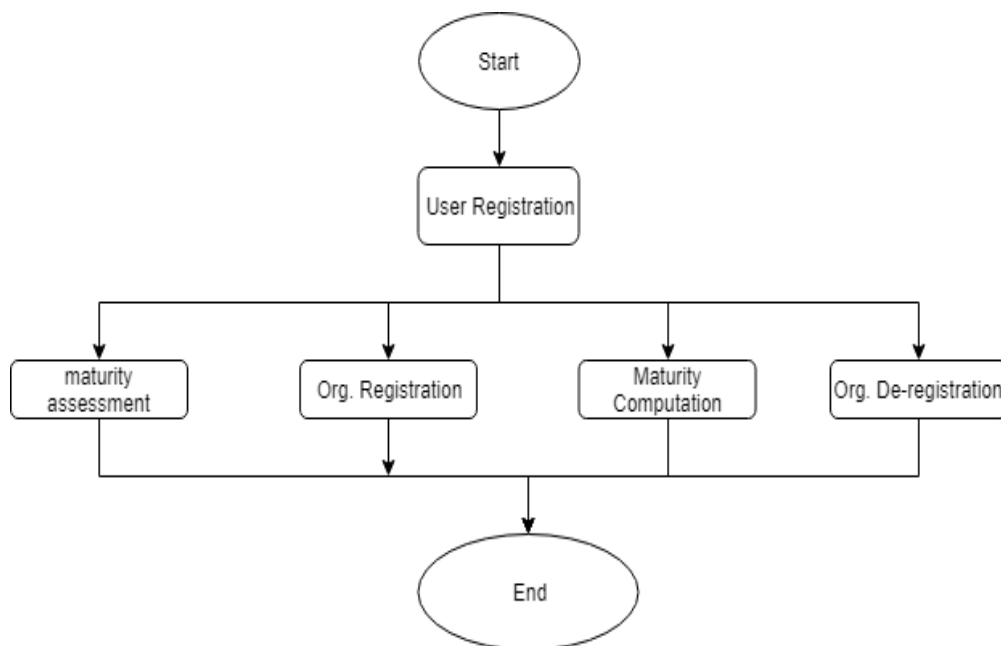 Start
User Registration
maturity
assessment
Org. Registration
Maturity
Computation
Org. De-registration
End